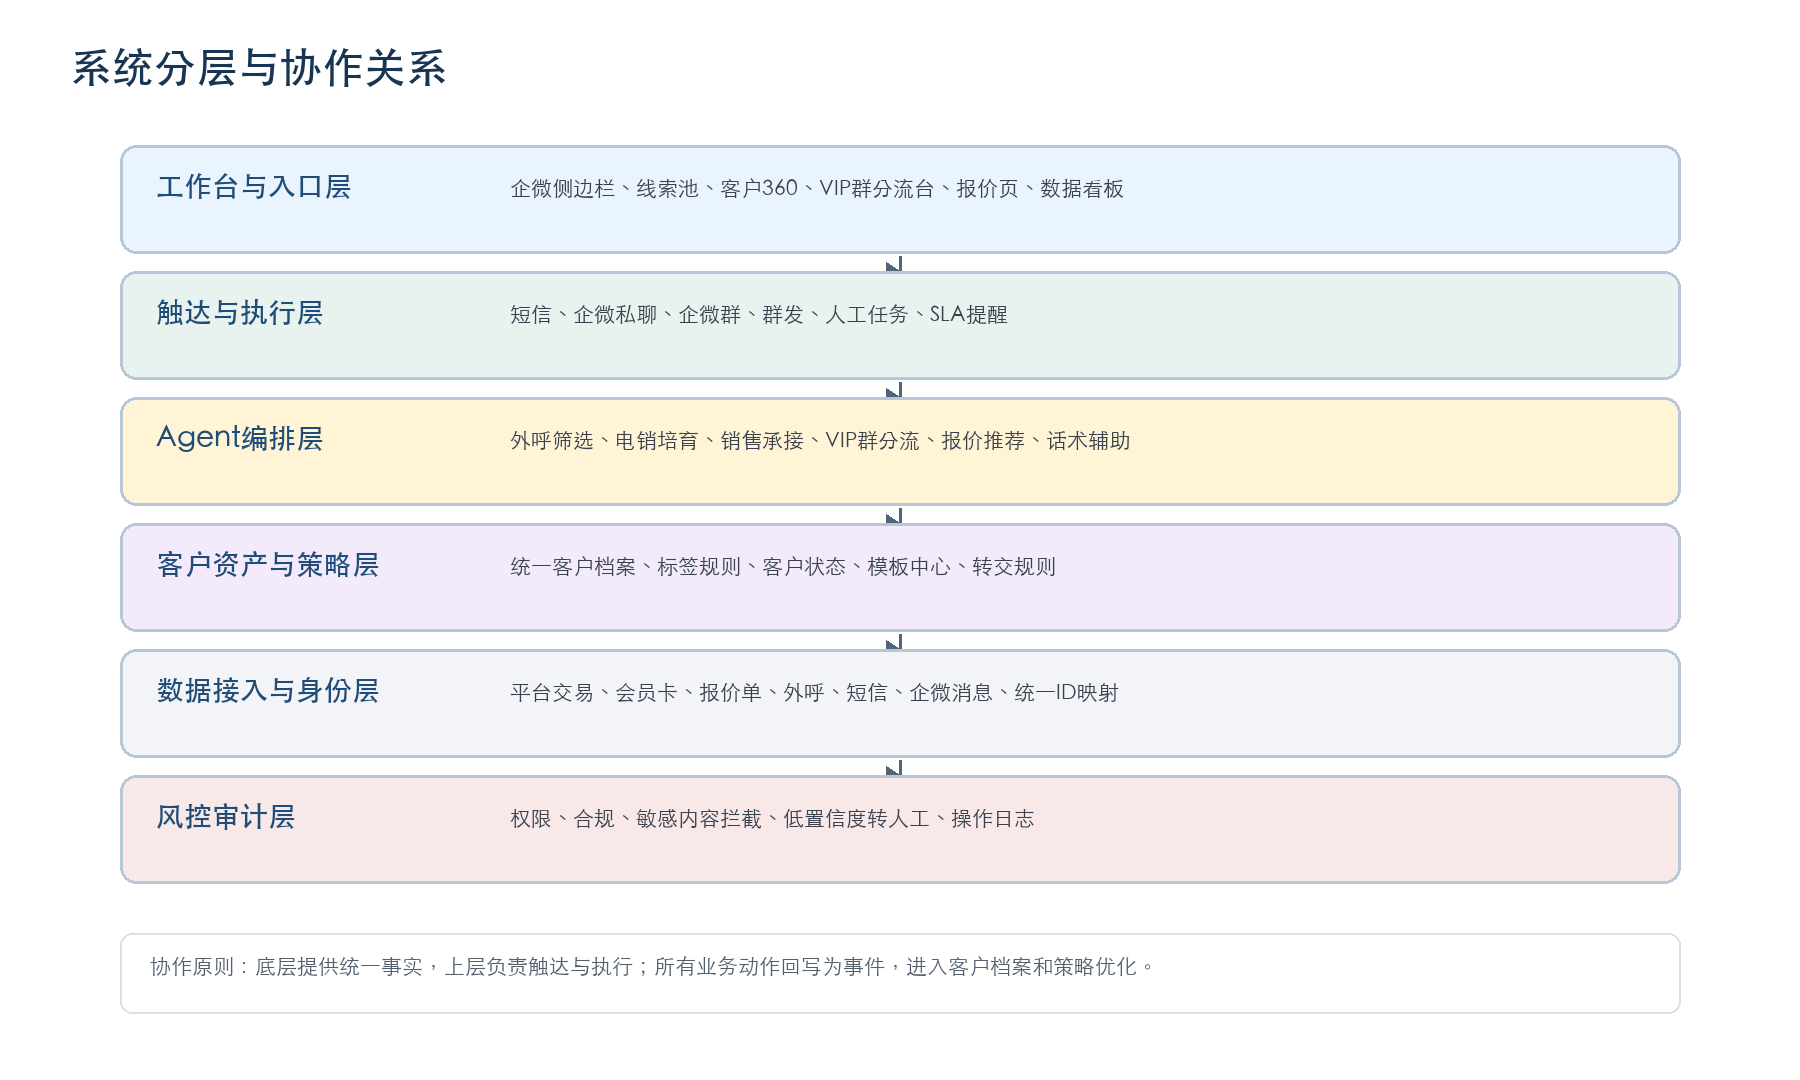 系统分层与协作关系
工作台与入口层
企微侧边栏、线索池、客户360、VIP群分流台、报价页、数据看板
触达与执行层
短信、企微私聊、企微群、群发、人工任务、SLA提醒
Agent编排层
外呼筛选、电销培育、销售承接、VIP群分流、报价推荐、话术辅助
客户资产与策略层
统一客户档案、标签规则、客户状态、模板中心、转交规则
数据接入与身份层
平台交易、会员卡、报价单、外呼、短信、企微消息、统一ID映射
风控审计层
权限、合规、敏感内容拦截、低置信度转人工、操作日志
协作原则：底层提供统一事实，上层负责触达与执行；所有业务动作回写为事件，进入客户档案和策略优化。